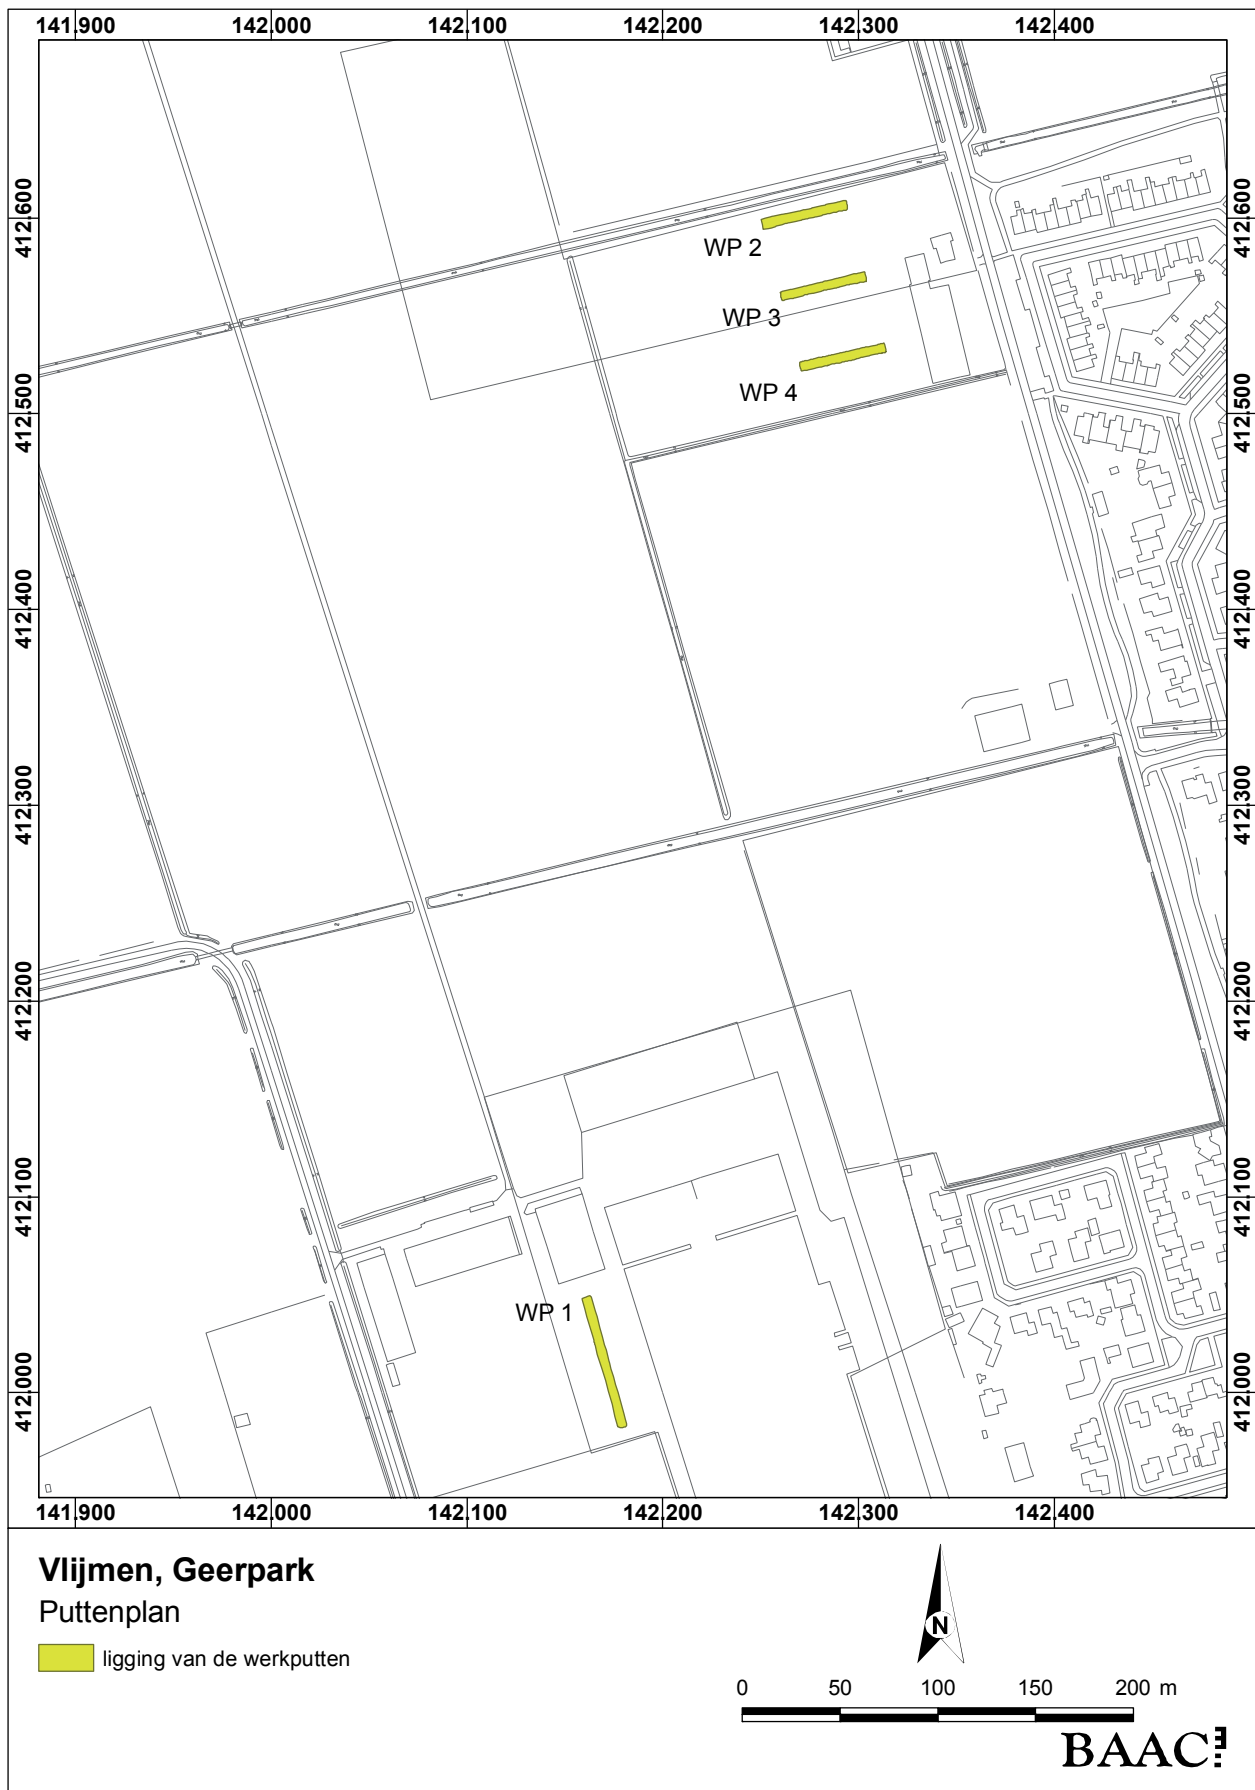 141.900 142.000 142.100 142.200 142.300 142.400
412.600 412.600
WP 2
WP 3
WP 4
412.500 412.500
412.400 412.400
412.300 412.300
412.200 412.200
412.100 412.100
WP 1
412.000 412.000
141.900 142.000 142.100 142.200 142.300 142.400
Vlijmen, Geerpark
Puttenplan
ligging van de werkputten
N
0 50 100 150 200 m
BAAC